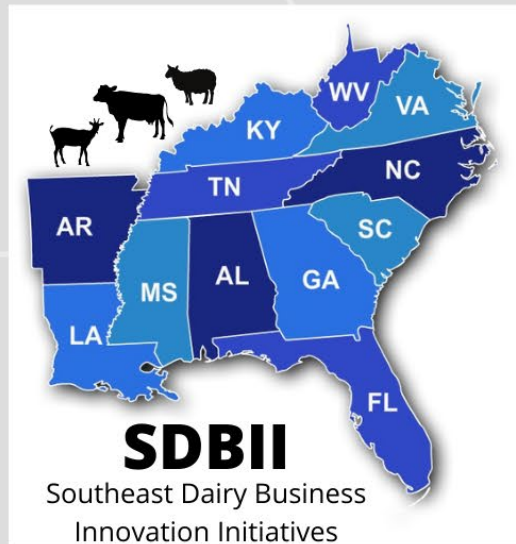 WV
VA
KY
NC
TN
AR
SC
MS
AL
GA
LA
FL
SDBII
Southeast Dairy Business
Innovation Initiatives